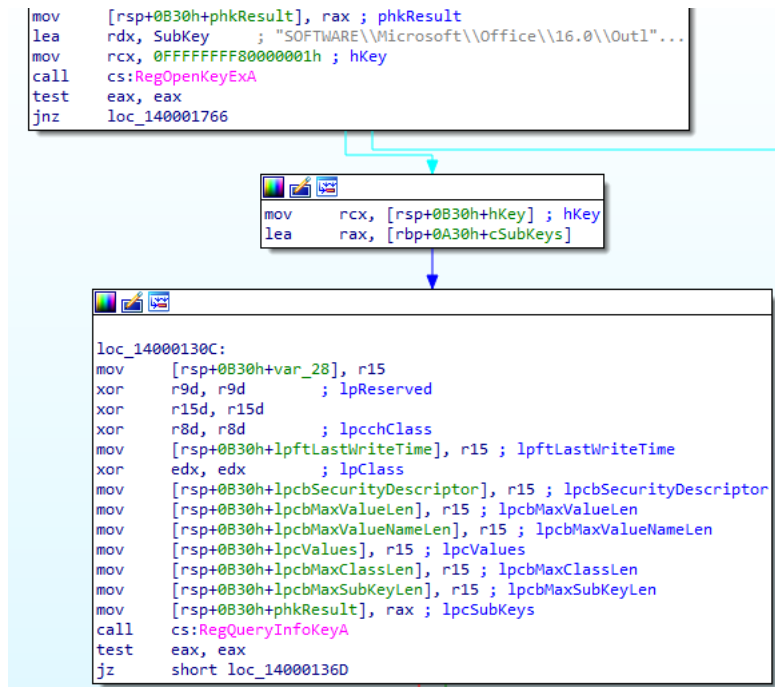 mov [rsp+0B30h+phkResult], rax ; phkResult
lea rdx, SubKey ; "SOFTWARE\\Microsoft\\Office\\16.0\\Outl"...
mov rcx, 0FFFFFFFF80000001h ; hKey
call cs:RegOpenKeyExA
test eax, eax
jnz loc_140001766
mov rcx, [rsp+0B30h+hKey] ; hKey
lea rax, [rbp+0A30h+cSubKeys]
loc_14000130C:
mov [rsp+0B30h+var_28], r15
xor r9d, r9d ; lpReserved
xor r15d, r15d
xor r8d, r8d ; lpcchClass
mov [rsp+0B30h+lpftLastWriteTime], r15 ; lpftLastWriteTime
xor edx, edx ; lpClass
mov [rsp+0B30h+lpcbSecurityDescriptor], r15 ; lpcbSecurityDescriptor
mov [rsp+0B30h+lpcbMaxValueLen], r15 ; lpcbMaxValueLen
mov [rsp+0B30h+lpcbMaxValueNameLen], r15 ; lpcbMaxValueNameLen
mov [rsp+0B30h+lpcValues], r15 ; lpcValues
mov [rsp+0B30h+lpcbMaxClassLen], r15 ; lpcbMaxClassLen
mov [rsp+0B30h+lpcbMaxSubKeyLen], r15 ; lpcbMaxSubKeyLen
mov [rsp+0B30h+phkResult], rax ; lpcSubKeys
call cs:RegQueryInfoKeyA
test eax, eax
jz short loc_14000136D